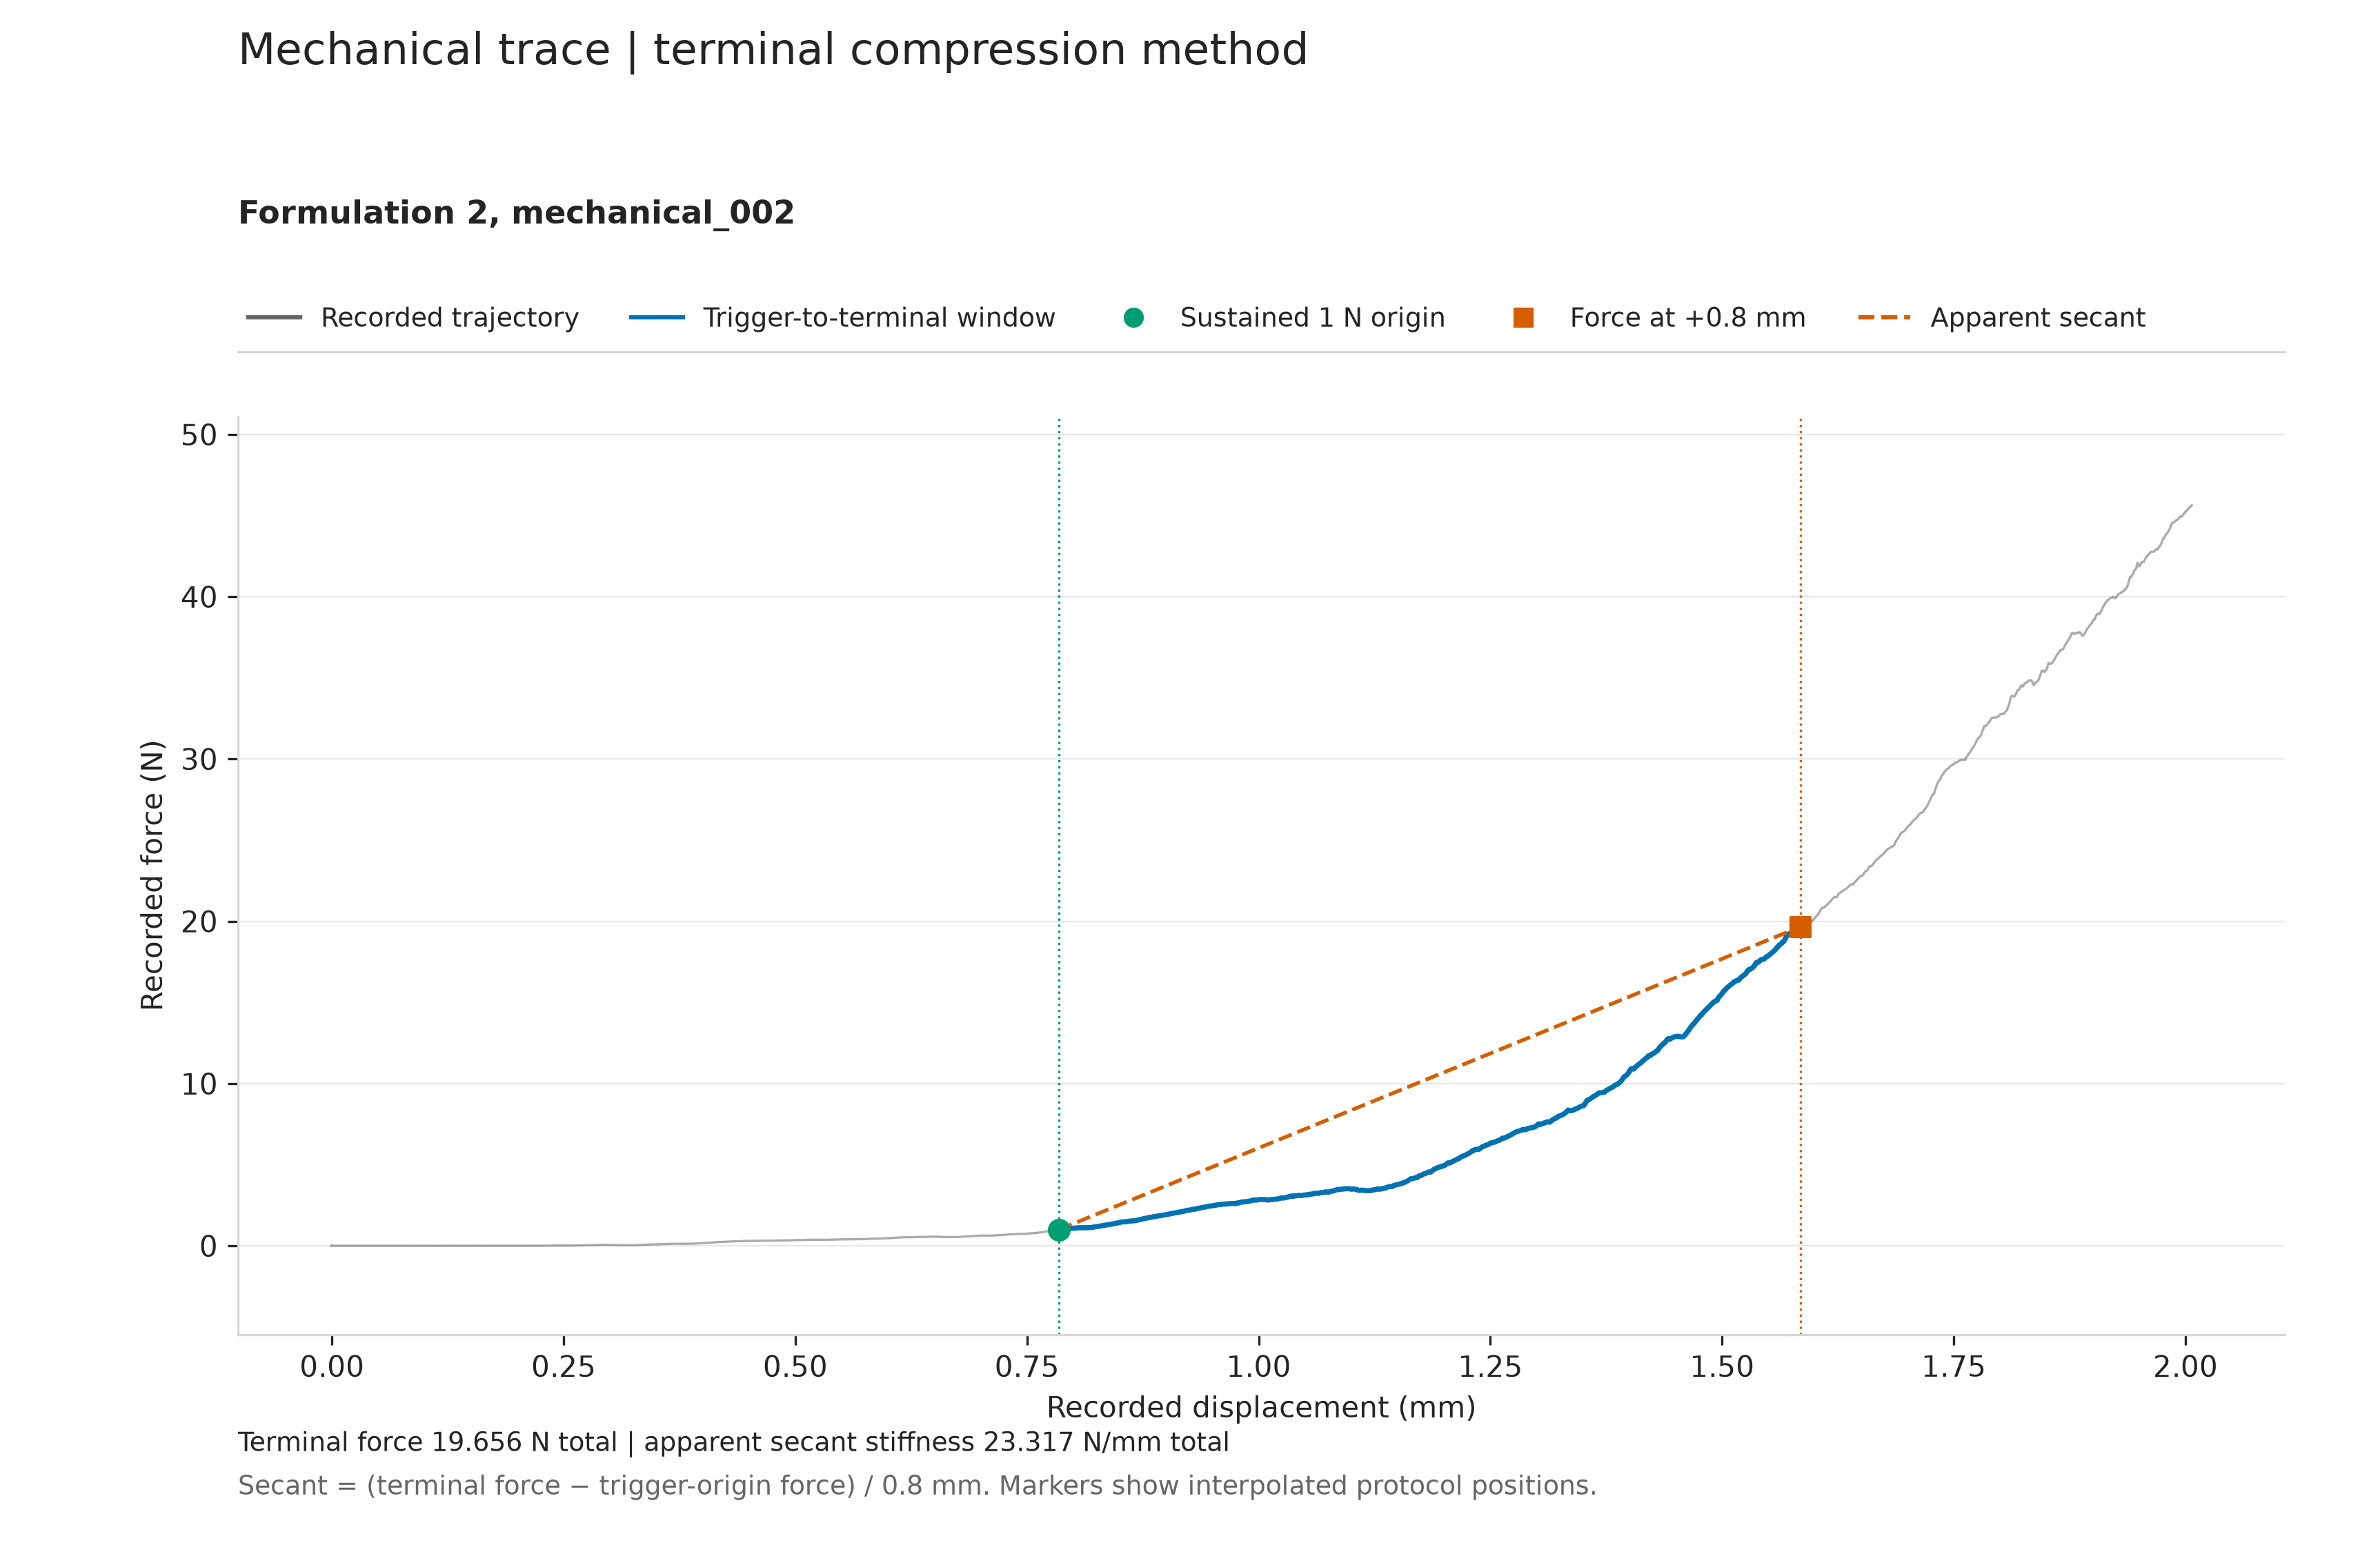 Mechanical trace | terminal compression method
Formulation 2, mechanical_002
Recorded trajectory
Trigger-to-terminal window
Sustained 1 N origin
Force at +0.8 mm
Apparent secant
Recorded force (N)
50
40
30
20
10
0
0.00
0.25
0.50
0.75
1.00
1.25
1.50
1.75
2.00
Recorded displacement (mm)
Terminal force 19.656 N total | apparent secant stiffness 23.317 N/mm total
Secant = (terminal force − trigger-origin force) / 0.8 mm. Markers show interpolated protocol positions.